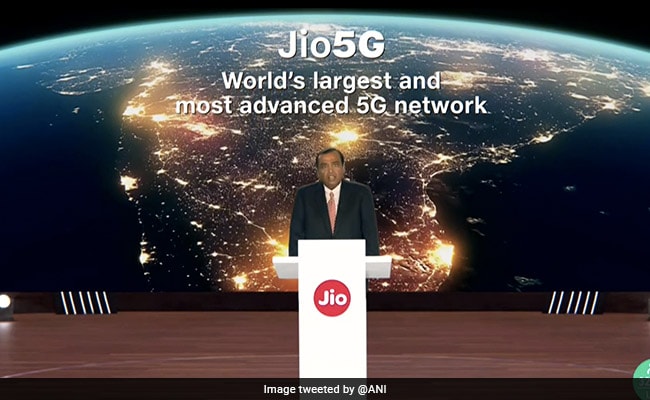 Jio5G
World's largest and
most advanced 5G network
Jio
Image tweeted by @ANI